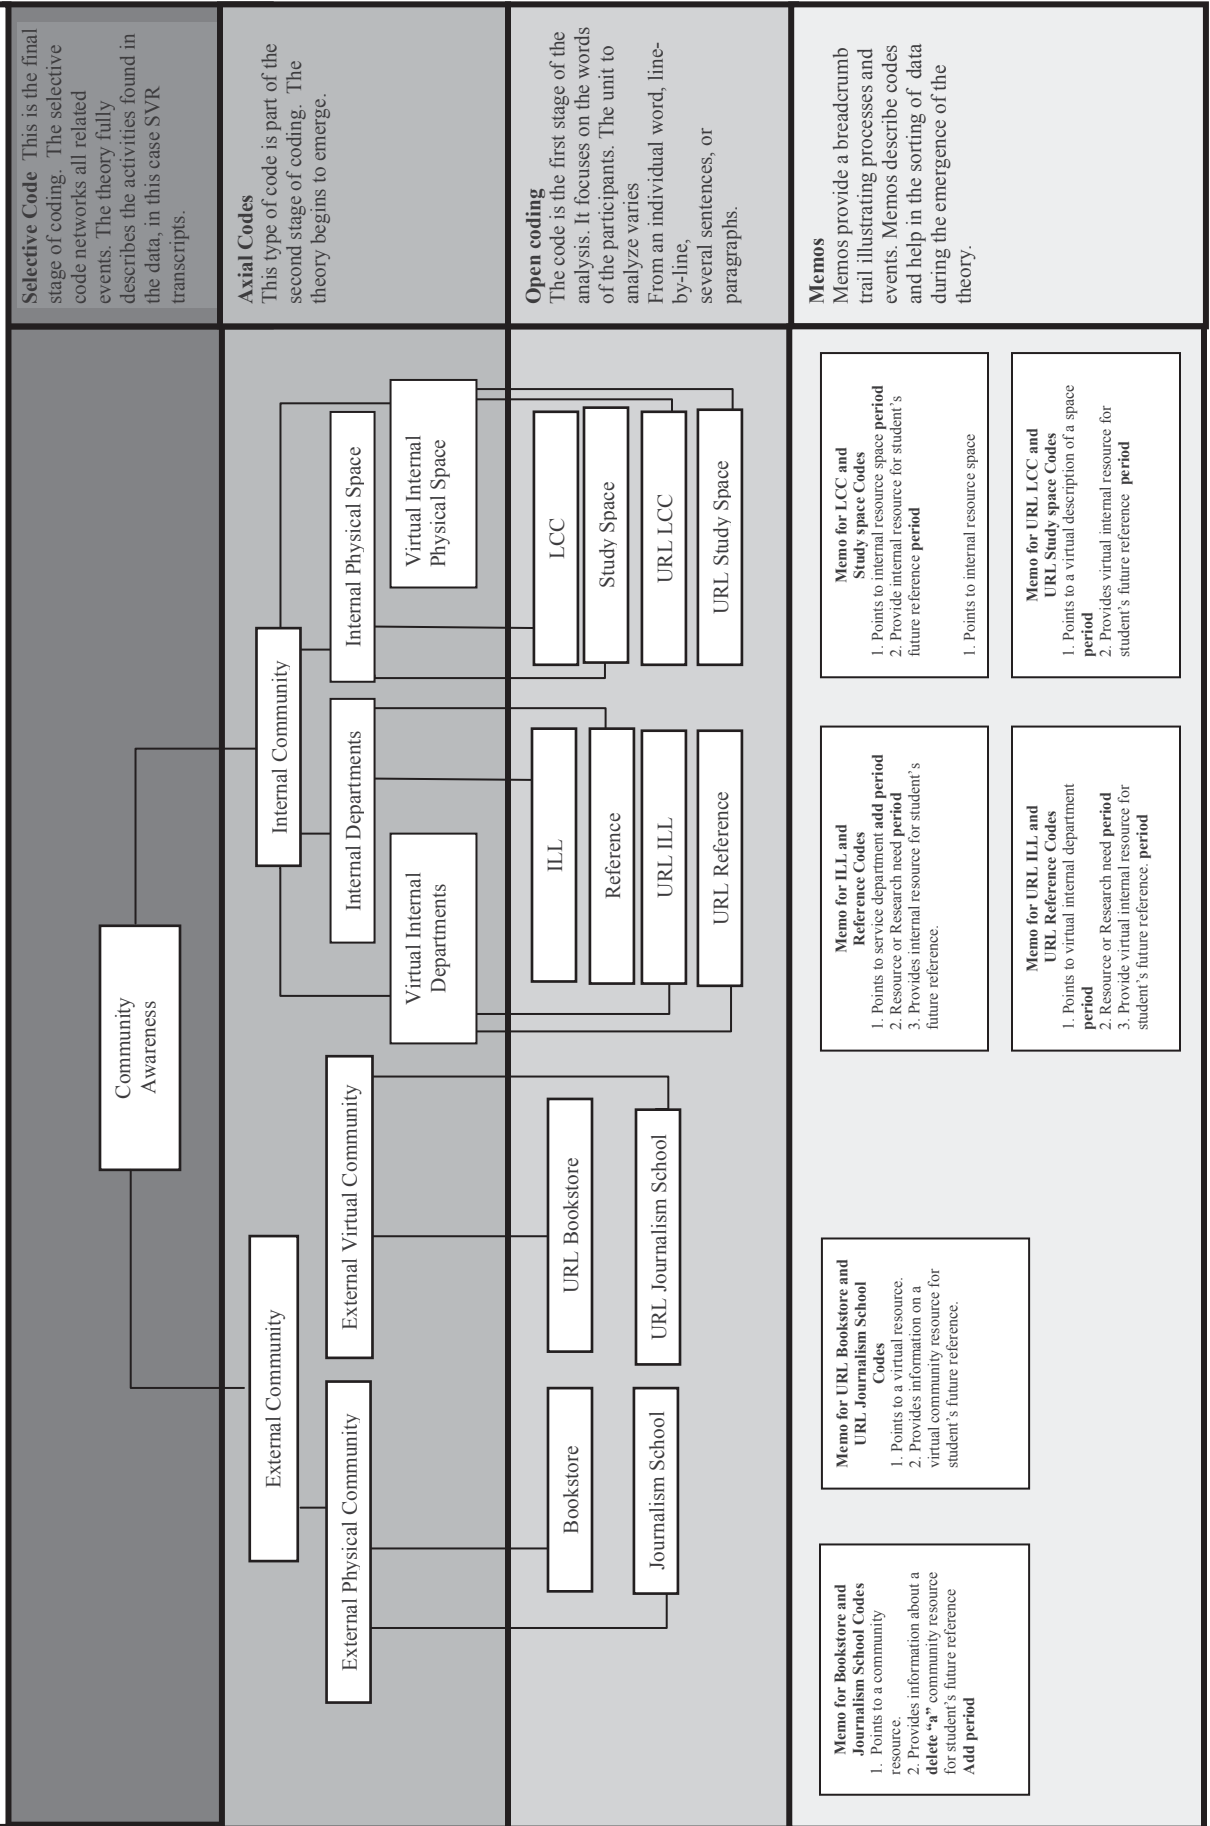 Selective Code This is the final
stage of coding. The selective
code networks all related
events. The theory fully
describes the activities found in
the data, in this case SVR
transcripts.
Community
Awareness
Axial Codes
This type of code is part of the
second stage of coding. The
theory begins to emerge.
External Community
Internal Community
External Physical Community
External Virtual Community
Virtual Internal
Departments
Internal Departments
Internal Physical Space
Virtual Internal
Physical Space
Open coding
The code is the first stage of the
analysis. It focuses on the words
of the participants. The unit to
analyze varies
From an individual word, line-
by-line,
several sentences, or
paragraphs.
Bookstore
Journalism School
URL Bookstore
URL Journalism School
ILL
Reference
URL ILL
URL Reference
LCC
Study Space
URL LCC
URL Study Space
Memos
Memos provide a breadcrumb
trail illustrating processes and
events. Memos describe codes
and help in the sorting of data
during the emergence of the
theory.
Memo for Bookstore and
Journalism School Codes
1. Points to a community
resource.
2. Provides information about a
delete “a” community resource
for student’s future reference
Add period
Memo for URL Bookstore and
URL Journalism School
Codes
1. Points to a virtual resource.
2. Provides information on a
virtual community resource for
student’s future reference.
Memo for ILL and
Reference Codes
1. Points to service department add period
2. Resource or Research need period
3. Provides internal resource for student’s
future reference.
Memo for LCC and
Study space Codes
1. Points to internal resource space period
2. Provide internal resource for student’s
future reference period
1. Points to internal resource space
Memo for URL ILL and
URL Reference Codes
1. Points to virtual internal department
period
2. Resource or Research need period
3. Provide virtual internal resource for
student’s future reference. period
Memo for URL LCC and
URL Study space Codes
1. Points to a virtual description of a space
period
2. Provides virtual internal resource for
student’s future reference period